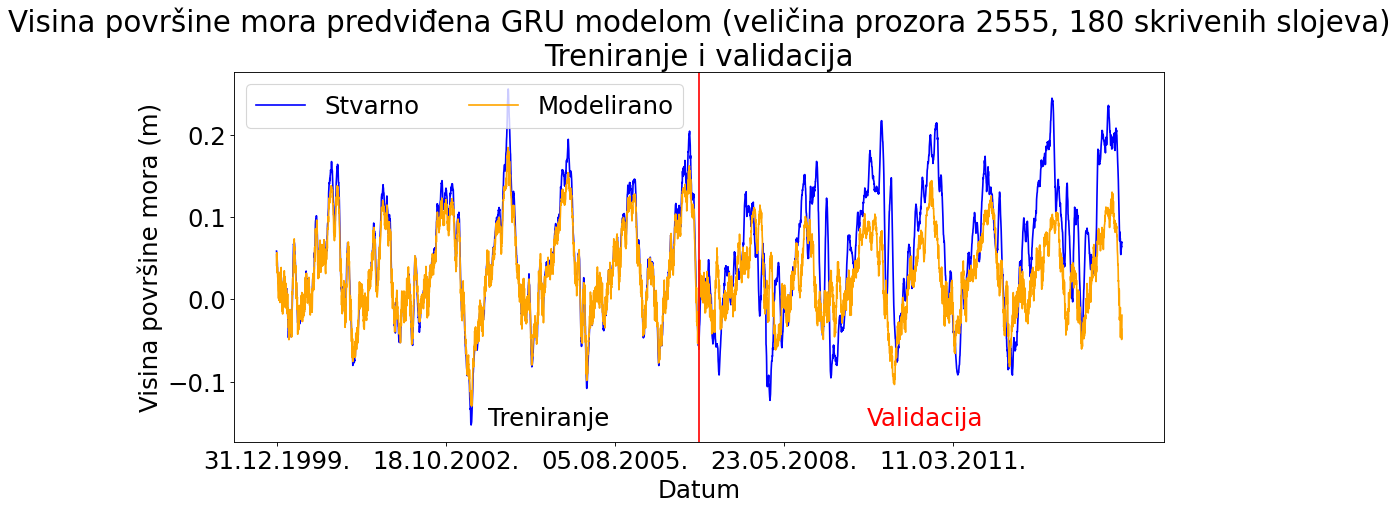 Visina površine mora predviđena GRU modelom (veličina prozora 2555, 180 skrivenih slojeva)
Treniranje i validacija
Stvarno
Modelirano
Visina površine mora (m)
0.2
0.1
0.0
−0.1
Treniranje
Validacija
31.12.1999.
18.10.2002.
05.08.2005.
23.05.2008.
11.03.2011.
Datum